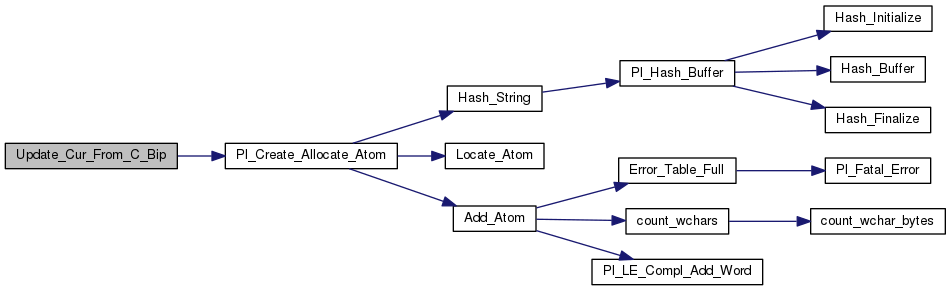 Update_Cur_From_C_Bip
Pl_Create_Allocate_Atom
Hash_String
Locate_Atom
Add_Atom
Pl_Hash_Buffer
Hash_Initialize
Hash_Buffer
Hash_Finalize
Error_Table_Full
Pl_Fatal_Error
count_wchars
count_wchar_bytes
Pl_LE_Compl_Add_Word